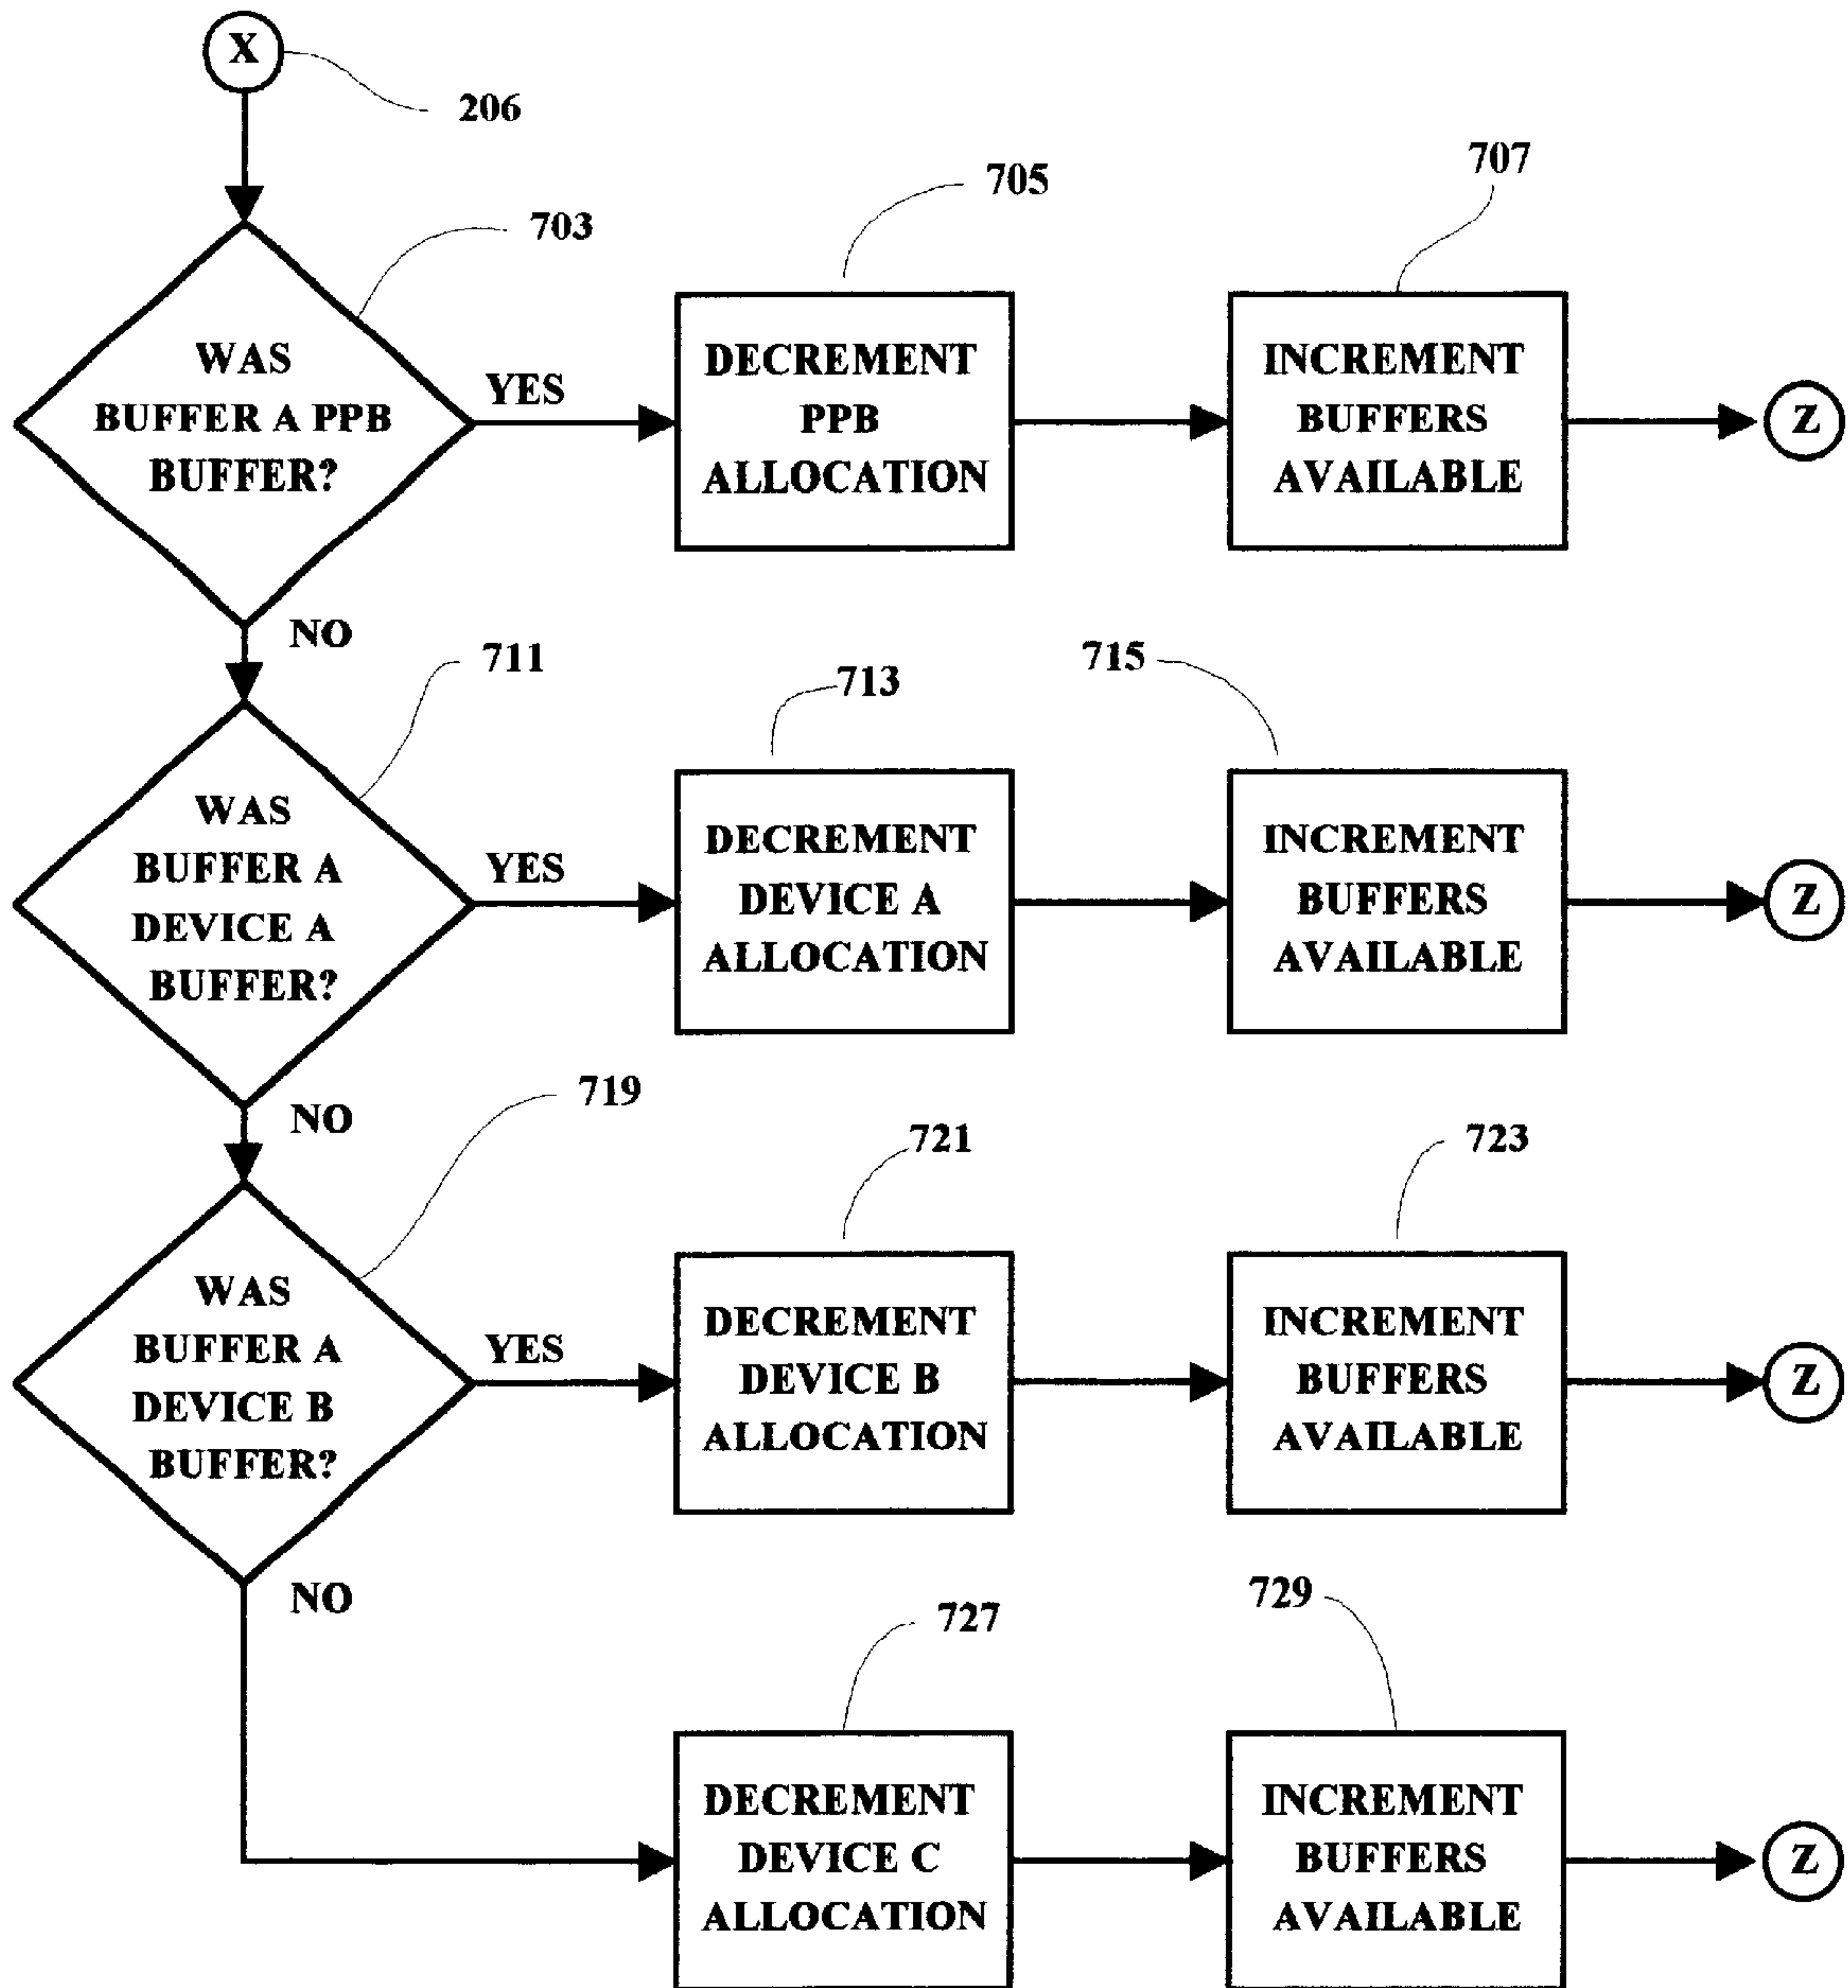 X
206
703
WAS
BUFFER A PPB
BUFFER?
YES
NO
705
DECREMENT
PPB
ALLOCATION
707
INCREMENT
BUFFERS
AVAILABLE
Z
711
WAS
BUFFER A
DEVICE A
BUFFER?
YES
NO
713
DECREMENT
DEVICE A
ALLOCATION
715
INCREMENT
BUFFERS
AVAILABLE
Z
719
WAS
BUFFER A
DEVICE B
BUFFER?
YES
NO
721
DECREMENT
DEVICE B
ALLOCATION
723
INCREMENT
BUFFERS
AVAILABLE
Z
727
DECREMENT
DEVICE C
ALLOCATION
729
INCREMENT
BUFFERS
AVAILABLE
Z